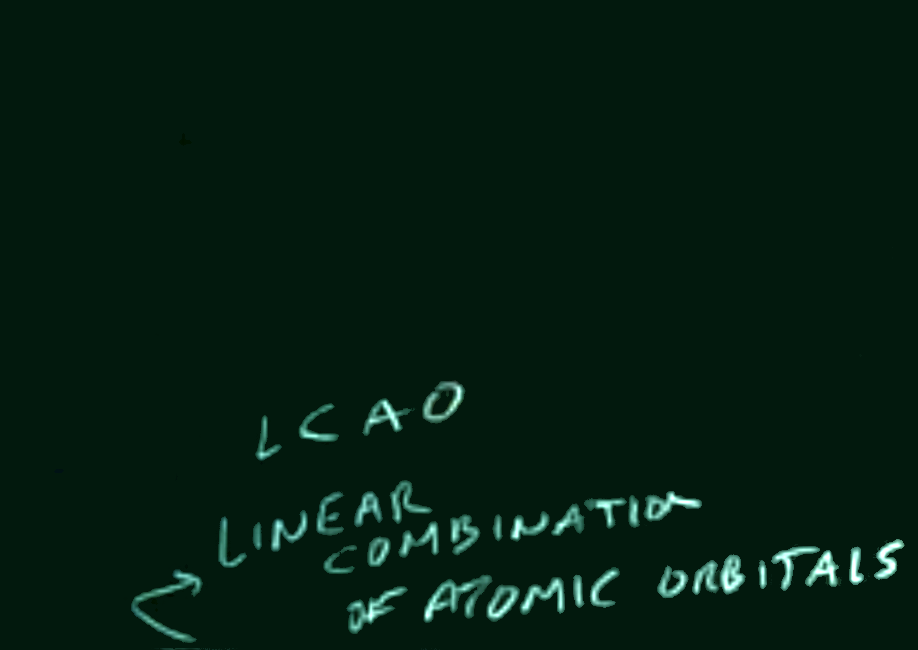 LCAO
LINEAR
COMBINATION
OF ATOMIC ORBITALS